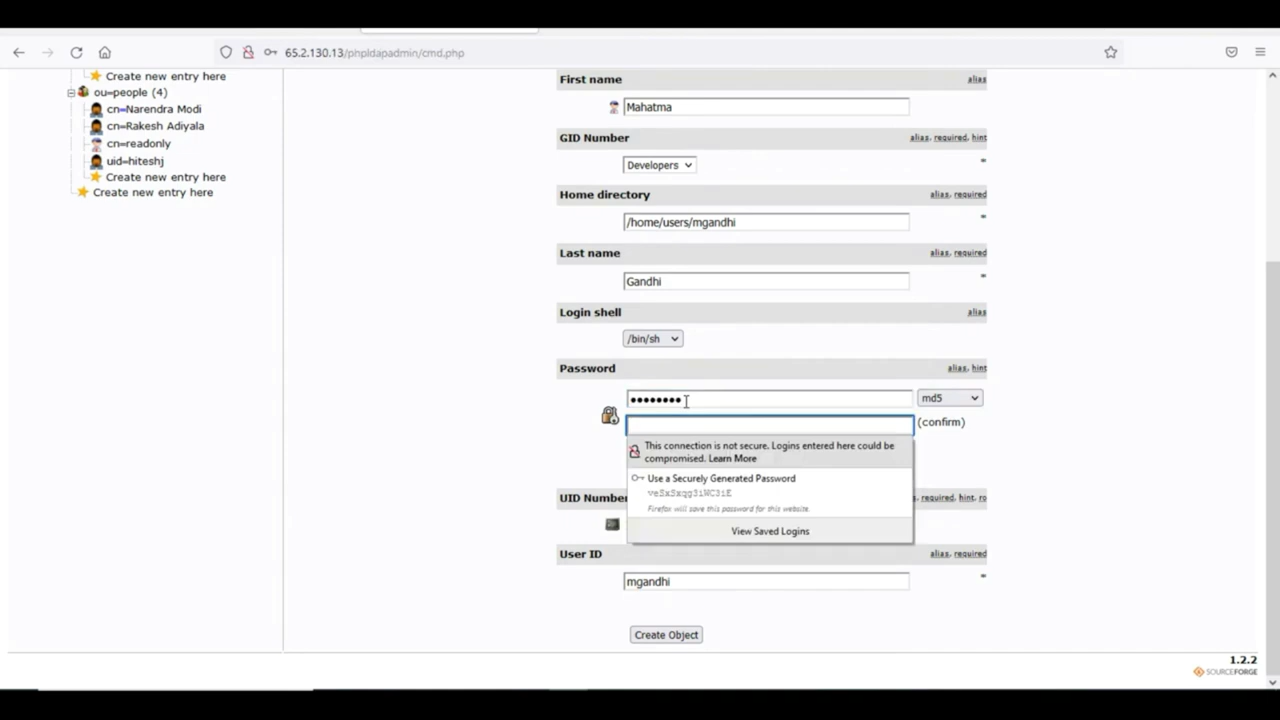 65.2.130.13/phpldapadmin/cmd.php
Create new entry here
ou=people (4)
cn=Narendra Modi
cn=Rakesh Adiyala
cn=readonly
uid=hiteshj
Create new entry here
Create new entry here
First name alias
Mahatma
GID Number alias, required, hint
Developers *
Home directory alias, required
/home/users/mgandhi *
Last name alias, required
Gandhi *
Login shell alias
/bin/sh
Password alias, hint
•••••••• md5
(confirm)
This connection is not secure. Logins entered here could be
compromised. Learn More
Use a Securely Generated Password
veSxSxqg3iWC3iE
Firefox will save this password for this website.
View Saved Logins
UID Numbe s, required, hint, ro
User ID alias, required
mgandhi *
Create Object
1.2.2
SOURCEFORGE